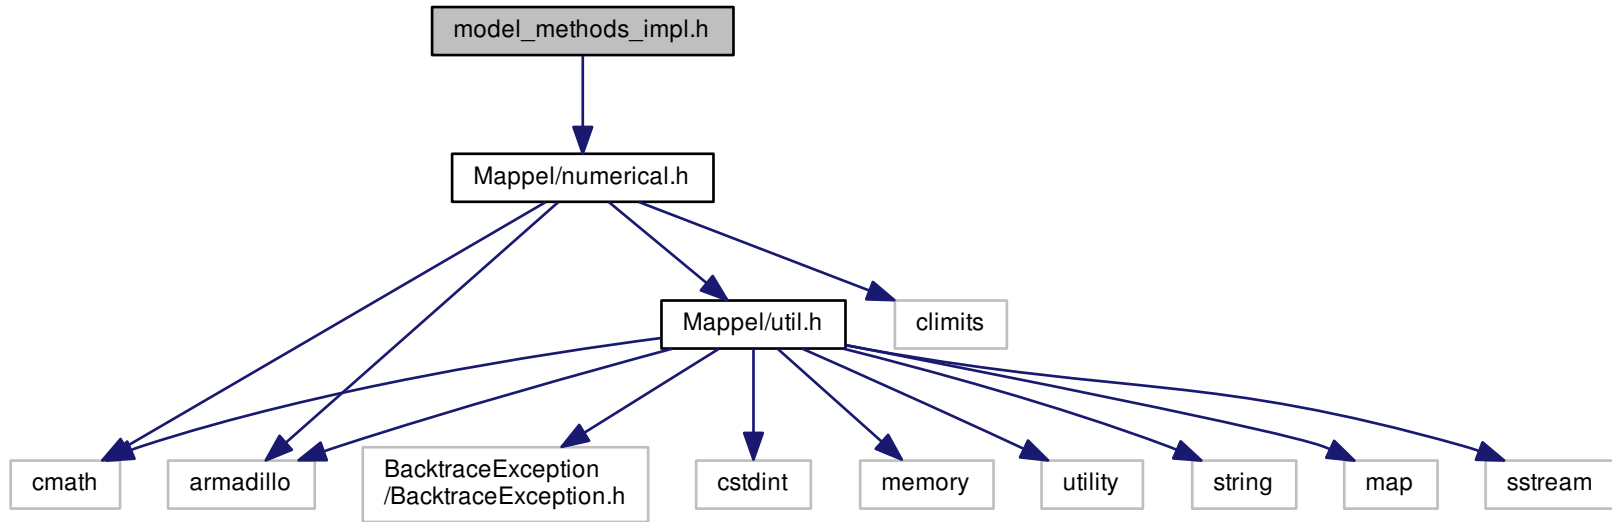 model_methods_impl.h
Mappel/numerical.h
Mappel/util.h
climits
cmath
armadillo
BacktraceException
/BacktraceException.h
cstdint
memory
utility
string
map
sstream